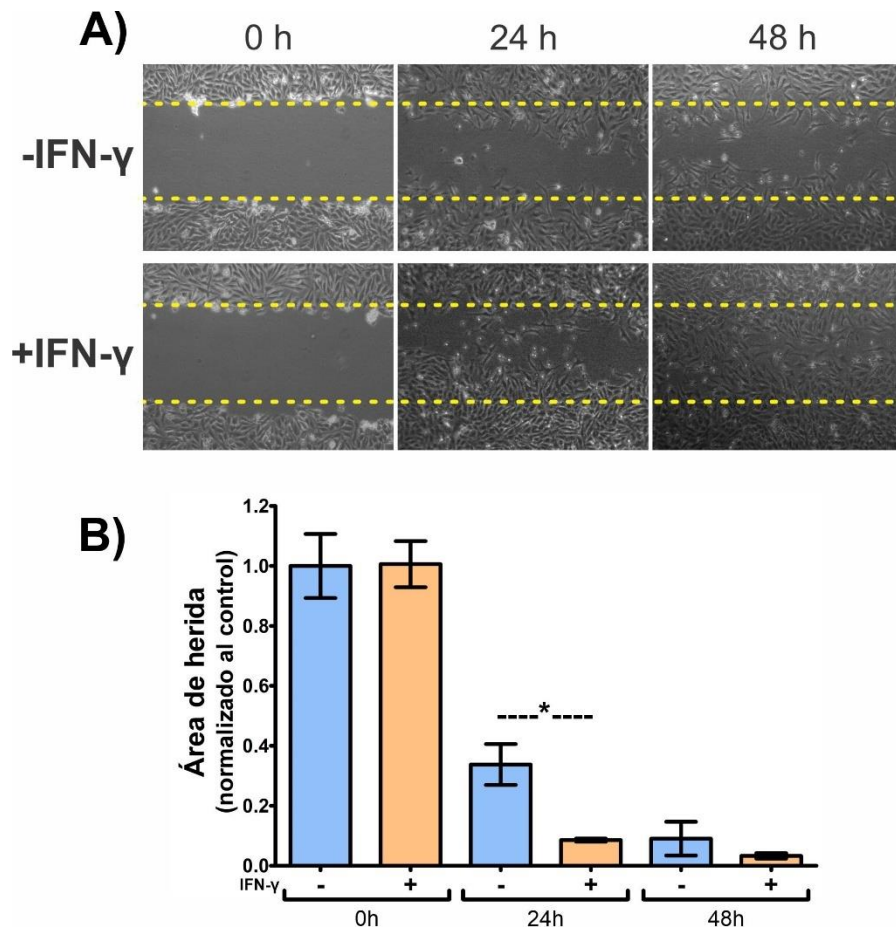 A)
0 h 24 h 48 h
-IFN-γ
+IFN-γ
B)
Área de herida
(normalizado al control)
1.2
1.0
0.8
0.6
0.4
0.2
0.0
*
IFN-γ - + - + - +
0h 24h 48h